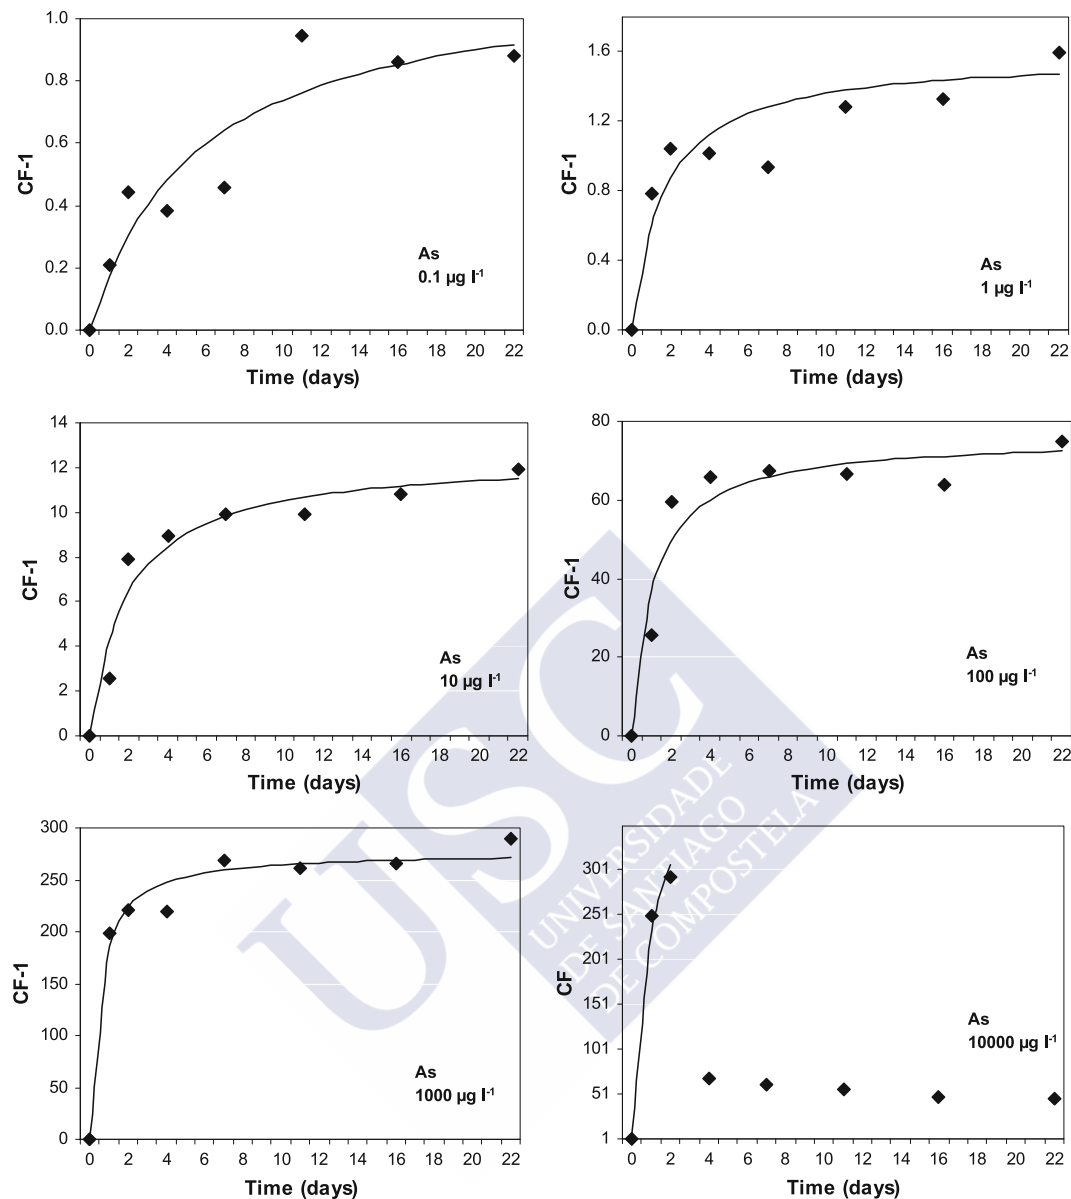 1.0
0.8
0.6
0.4
0.2
0.0
CF-1
As
0.1 µg l⁻¹
0 2 4 6 8 10 12 14 16 18 20 22
Time (days)
1.6
1.2
0.8
0.4
0.0
CF-1
As
1 µg l⁻¹
0 2 4 6 8 10 12 14 16 18 20 22
Time (days)
14
12
10
8
6
4
2
0
CF-1
As
10 µg l⁻¹
0 2 4 6 8 10 12 14 16 18 20 22
Time (days)
80
60
40
20
0
CF-1
As
100 µg l⁻¹
0 2 4 6 8 10 12 14 16 18 20 22
Time (days)
300
250
200
150
100
50
0
CF-1
As
1000 µg l⁻¹
0 2 4 6 8 10 12 14 16 18 20 22
Time (days)
301
251
201
151
101
51
1
CF
As
10000 µg l⁻¹
0 2 4 6 8 10 12 14 16 18 20 22
Time (days)
USC
UNIVERSIDADE
DE SANTIAGO
DE COMPOSTELA